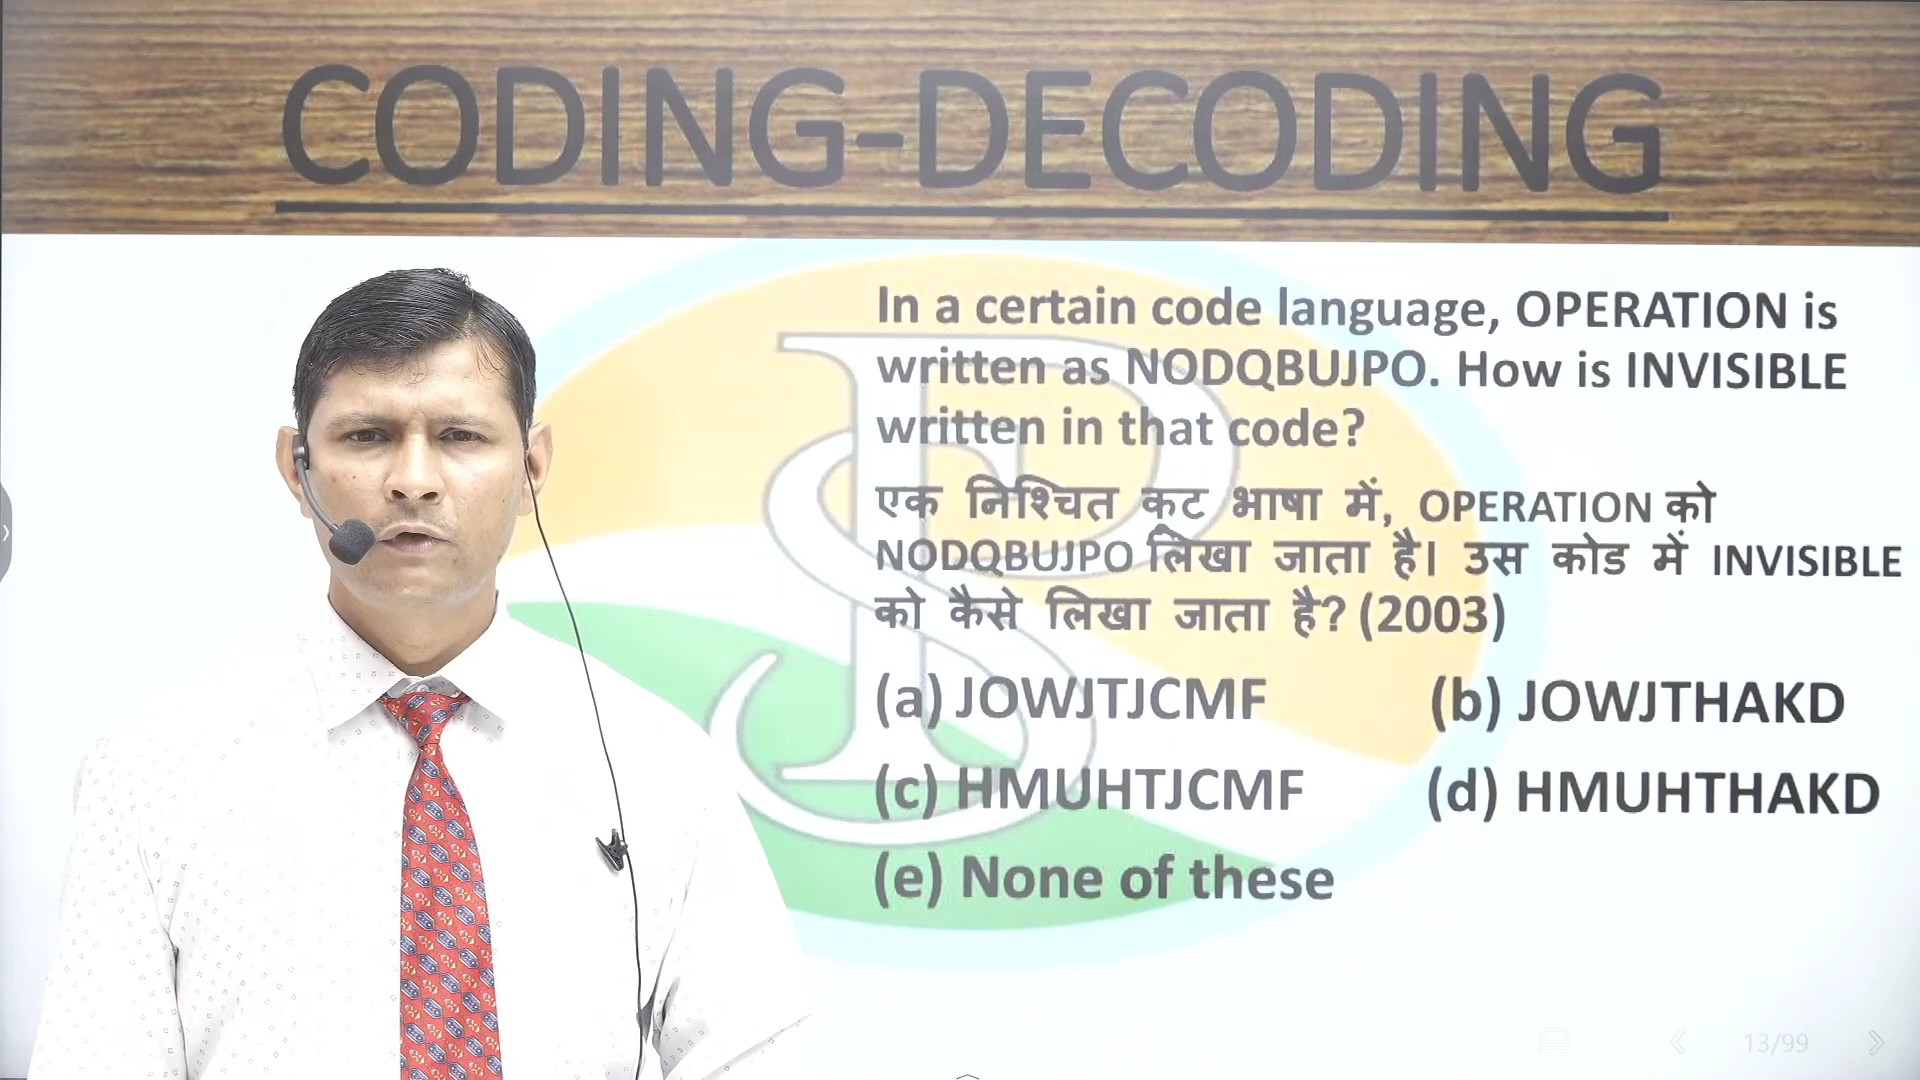 CODING-DECODING
In a certain code language, OPERATION is
written as NODQBUJPO. How is INVISIBLE
written in that code?
एक निश्चित कूट भाषा में, OPERATION को
NODQBUJPO लिखा जाता है। उस कोड में INVISIBLE
को कैसे लिखा जाता है? (2003)
(a) JOWJTJCMF (b) JOWJTHAKD
(c) HMUHTJCMF (d) HMUHTHAKD
(e) None of these
13/99